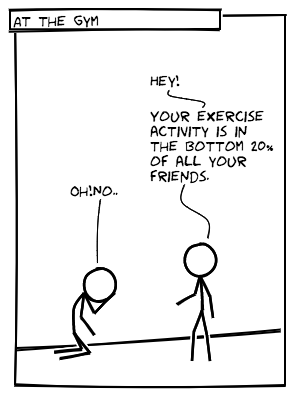 AT THE GYM
HEY!
YOUR EXERCISE
ACTIVITY IS IN
THE BOTTOM 20%
OF ALL YOUR
FRIENDS.
OH!NO..